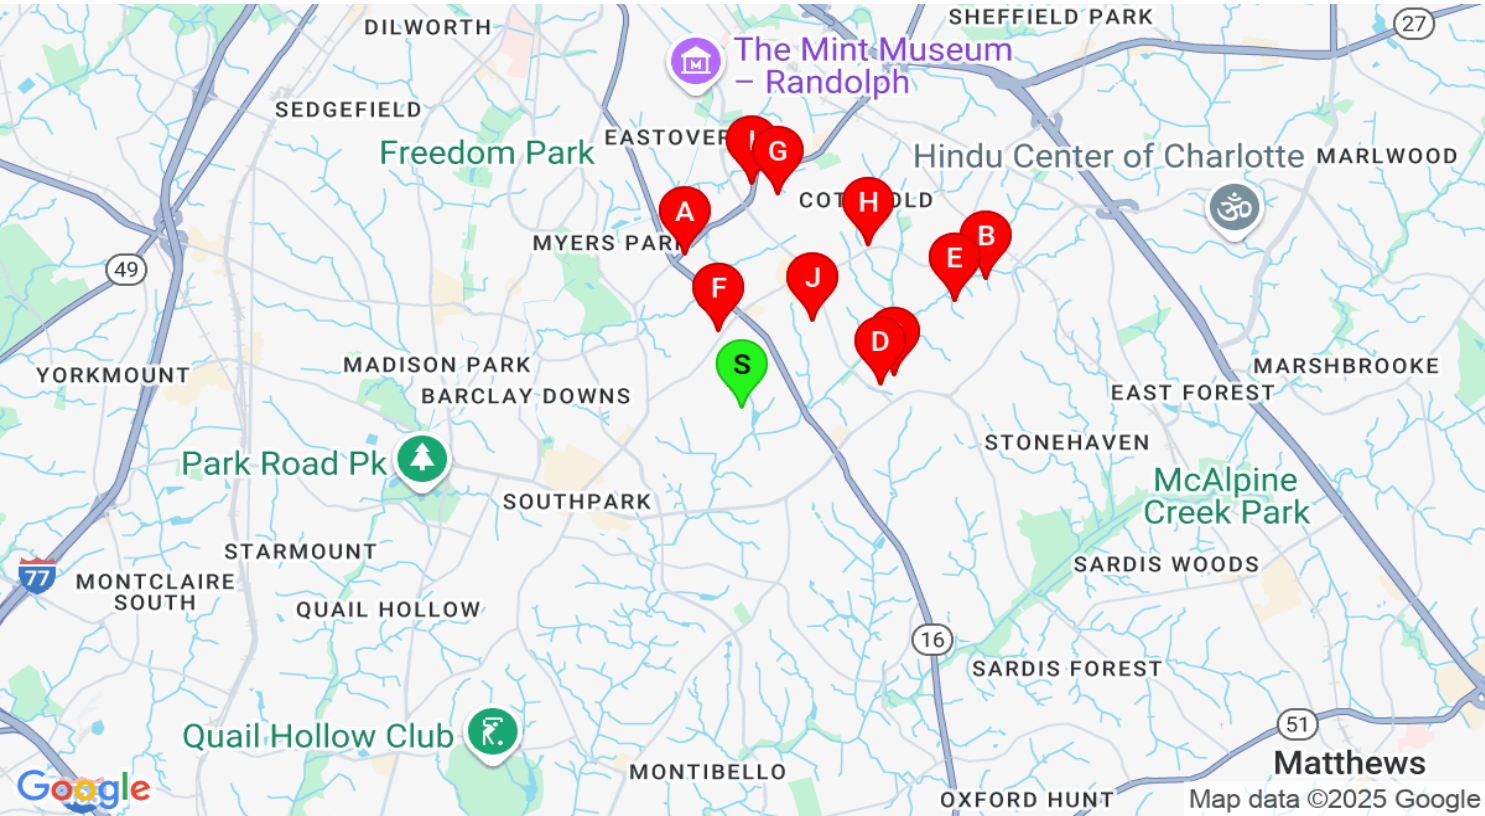 DILWORTH
SHEFFIELD PARK
27
The Mint Museum
– Randolph
SEDGEFIELD
EASTOVER
I
G
Freedom Park
Hindu Center of Charlotte
MARLWOOD
A
H
MYERS PARK
B
E
49
F
J
D
S
YORKMOUNT
MADISON PARK
BARCLAY DOWNS
MARSHBROOKE
EAST FOREST
STONEHAVEN
Park Road Pk
SOUTHPARK
McAlpine
Creek Park
STARMOUNT
SARDIS WOODS
77
MONTCLAIRE
SOUTH
QUAIL HOLLOW
16
SARDIS FOREST
Quail Hollow Club
51
MONTIBELLO
Matthews
Google
OXFORD HUNT
Map data ©2025 Google